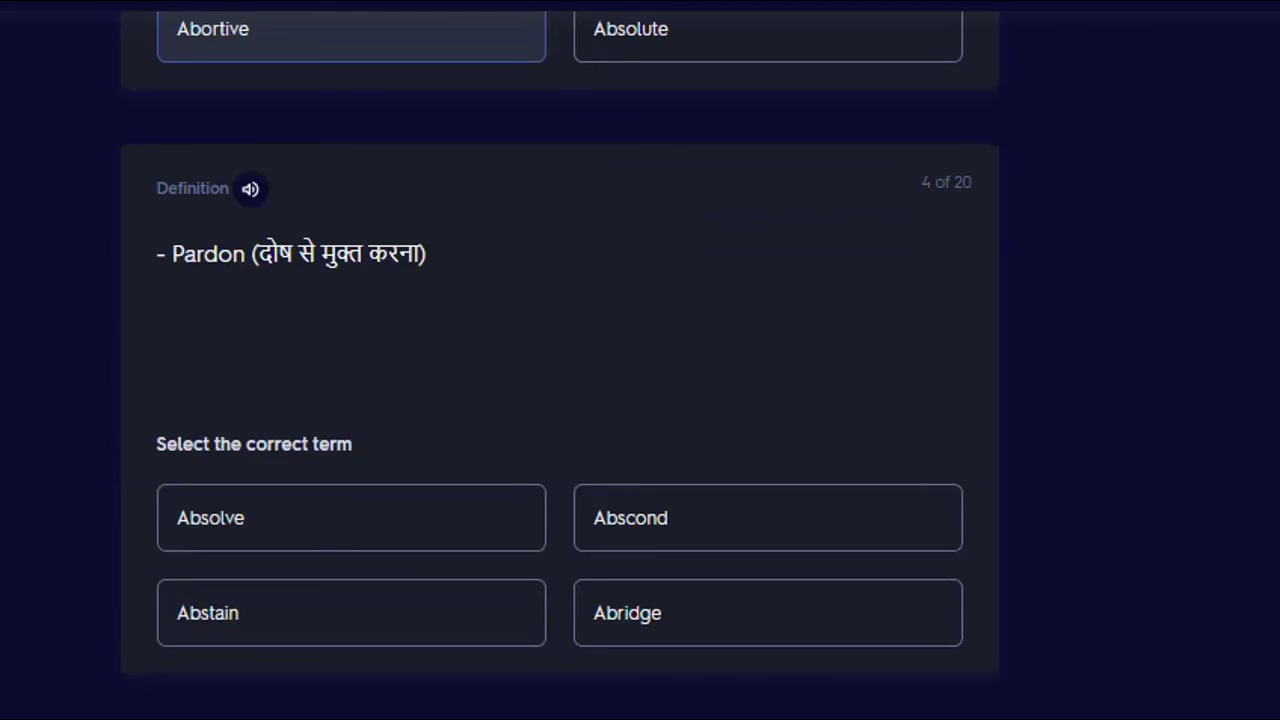 Abortive
Absolute
Definition
4 of 20
- Pardon (दोष से मुक्त करना)
Select the correct term
Absolve
Abscond
Abstain
Abridge